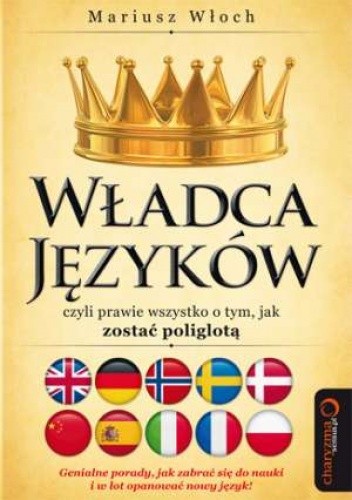 Mariusz Włoch
WŁADCA
JĘZYKÓW
czyli prawie wszystko o tym, jak
zostać poliglotą
Genialne porady, jak zabrać się do nauki
i w lot opanować nowy język!
charyzma